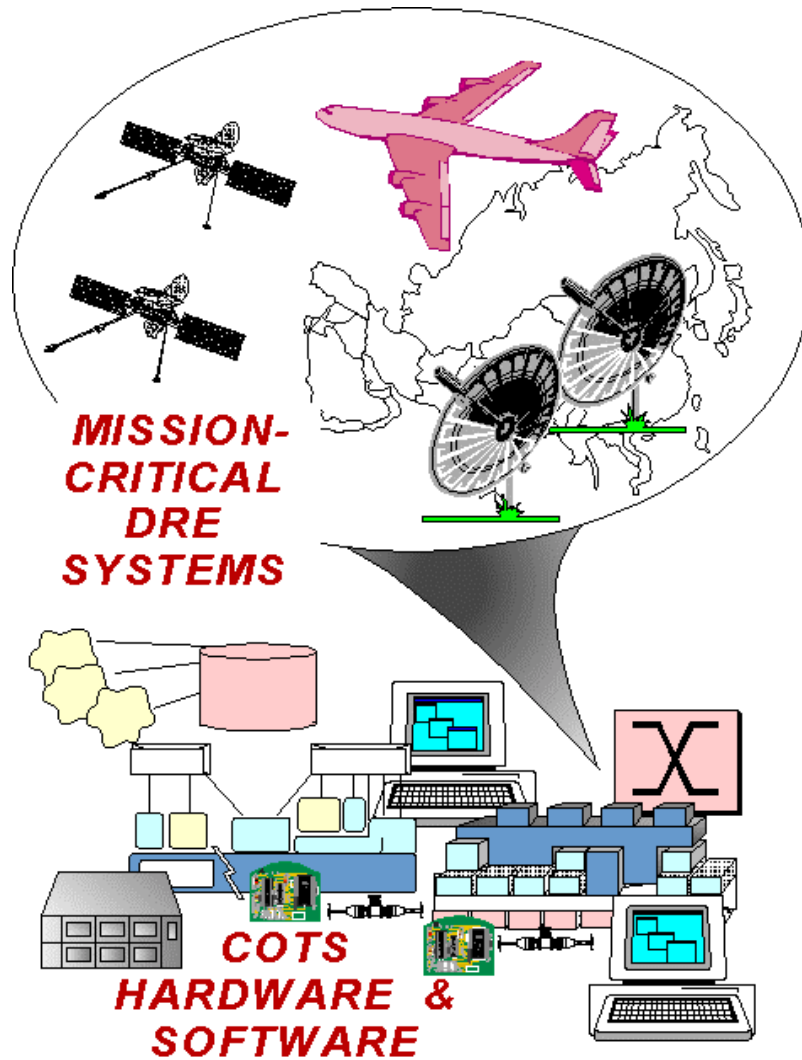 MISSION-
CRITICAL
DRE
SYSTEMS
COTS
HARDWARE &
SOFTWARE